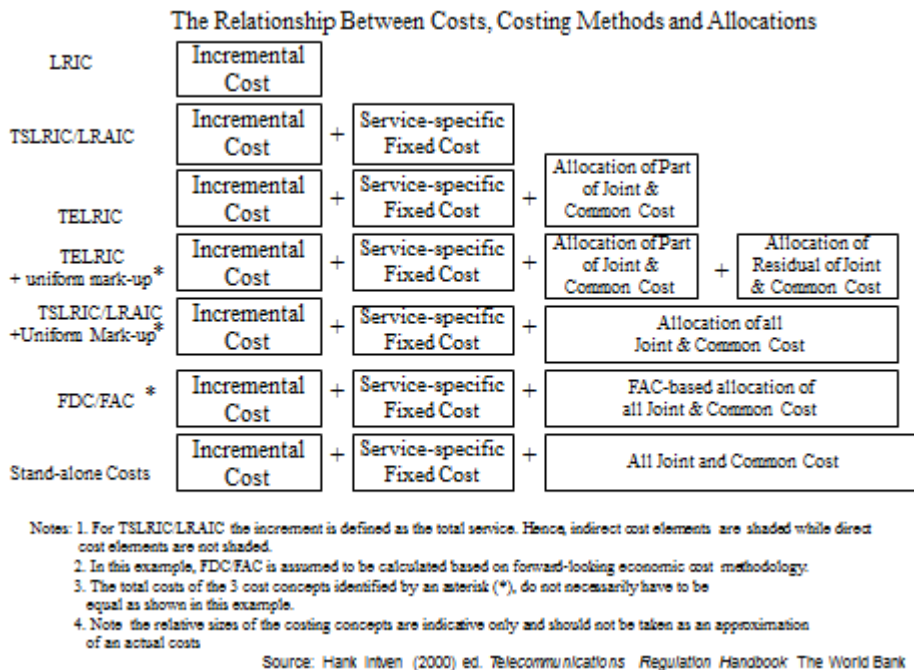 The Relationship Between Costs, Costing Methods and Allocations
LRIC
Incremental
Cost
TSLRIC/LRAIC
Incremental
Cost
+
Service-specific
Fixed Cost
TELRIC
Incremental
Cost
+
Service-specific
Fixed Cost
+
Allocation of Part
of Joint &
Common Cost
TELRIC
+ uniform mark-up*
Incremental
Cost
+
Service-specific
Fixed Cost
+
Allocation of Part
of Joint &
Common Cost
+
Allocation of
Residual of Joint
& Common Cost
TSLRIC/LRAIC
+Uniform Mark-up*
Incremental
Cost
+
Service-specific
Fixed Cost
+
Allocation of all
Joint & Common Cost
FDC/FAC *
Incremental
Cost
+
Service-specific
Fixed Cost
+
FAC-based allocation of
all Joint & Common Cost
Stand-alone Costs
Incremental
Cost
+
Service-specific
Fixed Cost
+
All Joint and Common Cost
Notes: 1. For TSLRIC/LRAIC the increment is defined as the total service. Hence, indirect cost elements are shaded while direct
cost elements are not shaded.
2. In this example, FDC/FAC is assumed to be calculated based on forward-looking economic cost methodology.
3. The total costs of the 3 cost concepts identified by an asterisk (*), do not necessarily have to be
equal as shown in this example.
4. Note the relative sizes of the costing concepts are indicative only and should not be taken as an approximation
of an actual costs
Source: Hank Intven (2000) ed. Telecommunications Regulation Handbook The World Bank